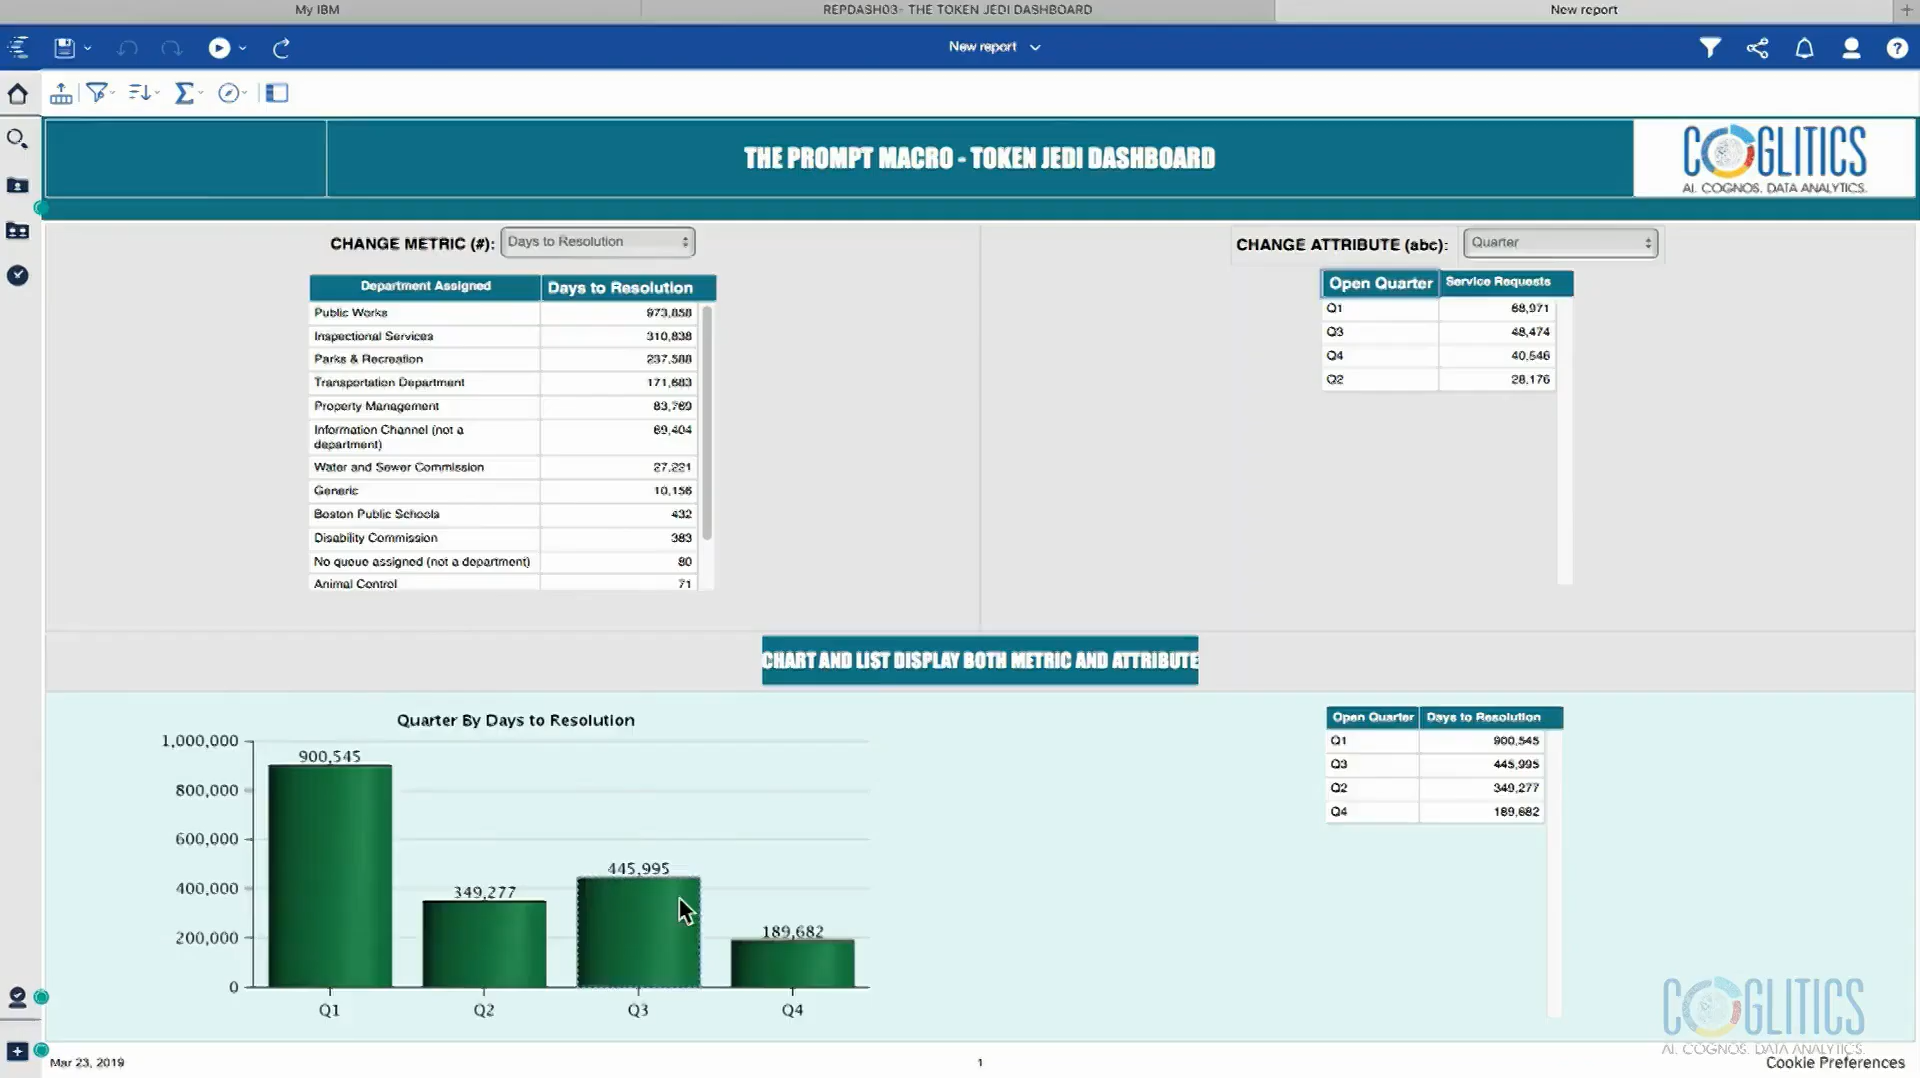 My IBM
REPDASH03- THE TOKEN JEDI DASHBOARD
New report
New report
THE PROMPT MACRO - TOKEN JEDI DASHBOARD
COGLITICS
AI. COGNOS. DATA ANALYTICS.
CHANGE METRIC (#): Days to Resolution
CHANGE ATTRIBUTE (abc): Quarter
Department Assigned Days to Resolution
Public Works 973,858
Inspectional Services 310,838
Parks & Recreation 237,588
Transportation Department 171,683
Property Management 83,769
Information Channel (not a department) 69,404
Water and Sewer Commission 27,221
Generic 10,156
Boston Public Schools 432
Disability Commission 383
No queue assigned (not a department) 80
Animal Control 71
Open Quarter Service Requests
Q1 68,971
Q3 48,474
Q4 40,546
Q2 28,176
CHART AND LIST DISPLAY BOTH METRIC AND ATTRIBUTE
Quarter By Days to Resolution
1,000,000
800,000
600,000
400,000
200,000
0
900,545
349,277
445,995
189,682
Q1 Q2 Q3 Q4
Open Quarter Days to Resolution
Q1 900,545
Q3 445,995
Q2 349,277
Q4 189,682
COGLITICS
AI. COGNOS. DATA ANALYTICS.
Mar 23, 2019
1
Cookie Preferences